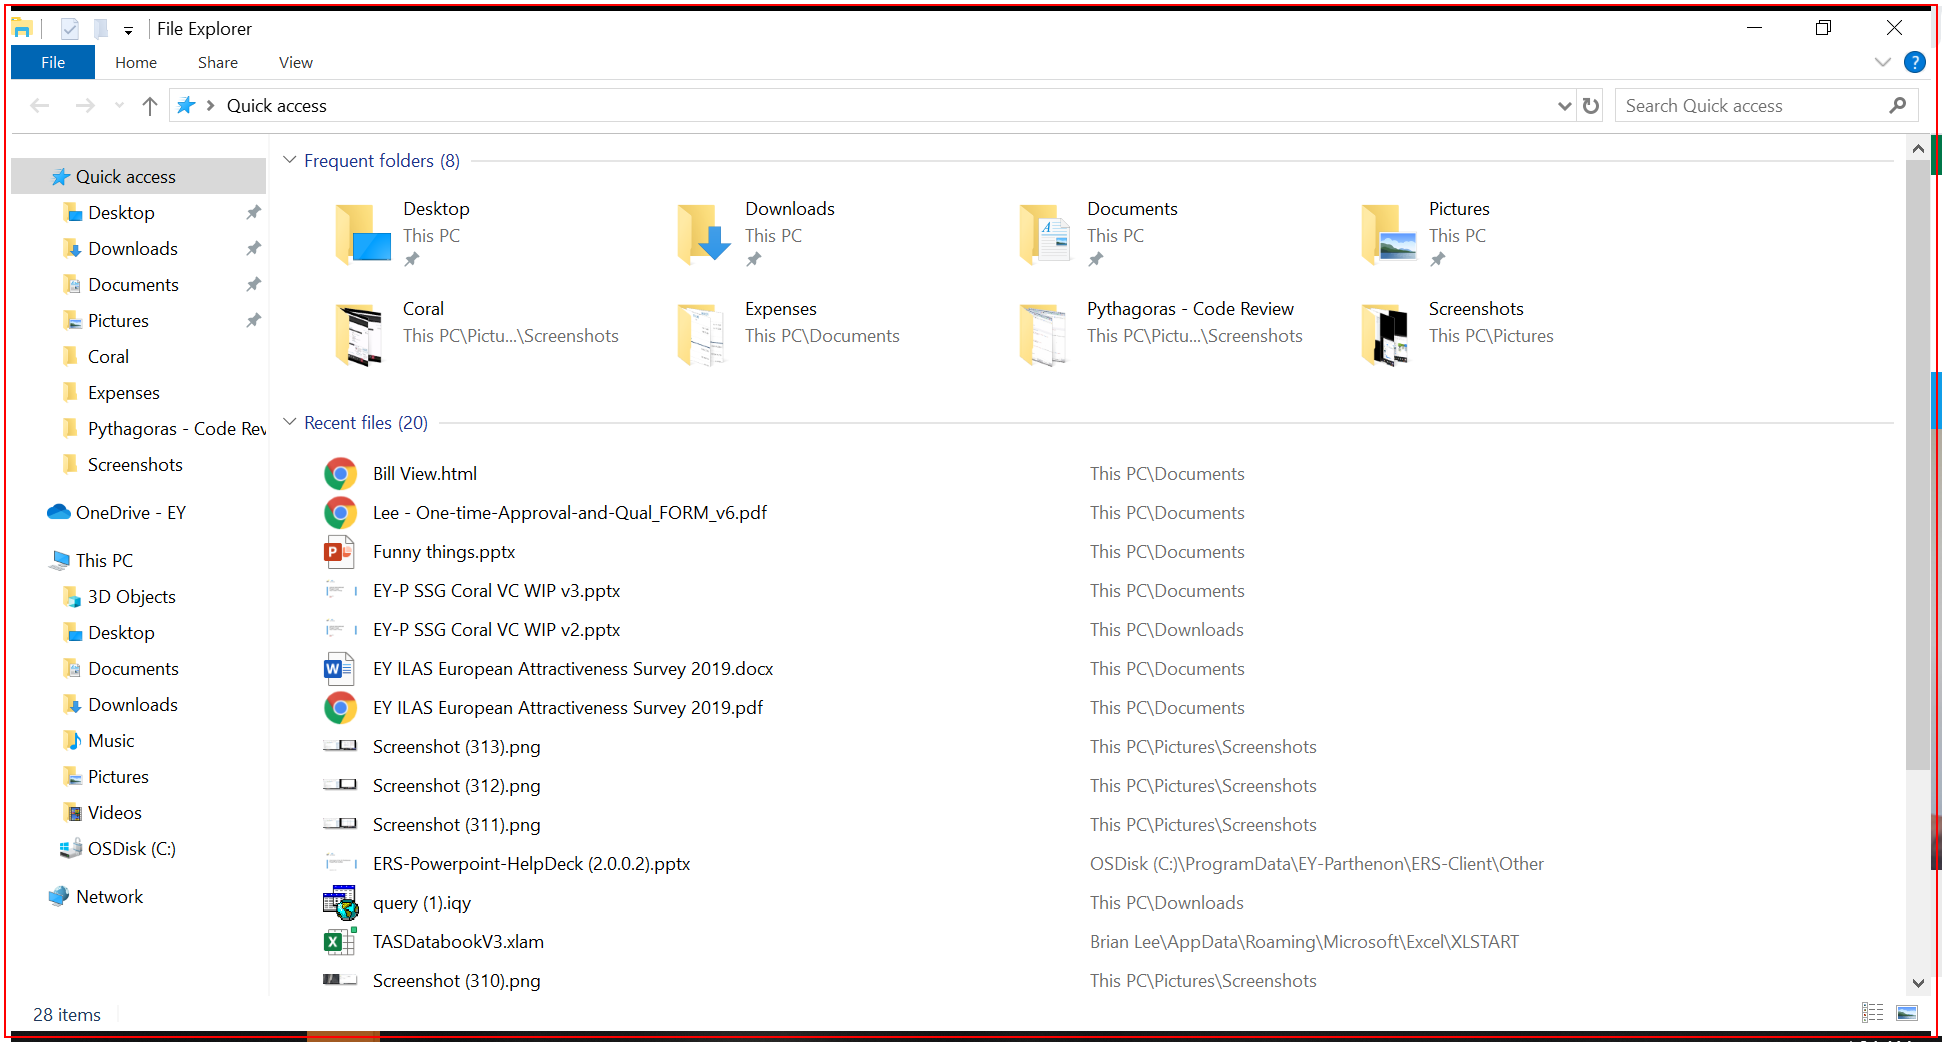 File Explorer
File Home Share View
?
Quick access
Search Quick access
Quick access
Desktop
Downloads
Documents
Pictures
Coral
Expenses
Pythagoras - Code Rev
Screenshots
OneDrive - EY
This PC
3D Objects
Desktop
Documents
Downloads
Music
Pictures
Videos
OSDisk (C:)
Network
Frequent folders (8)
Desktop
This PC
Downloads
This PC
Documents
This PC
Pictures
This PC
Coral
This PC\Pictu...\Screenshots
Expenses
This PC\Documents
Pythagoras - Code Review
This PC\Pictu...\Screenshots
Screenshots
This PC\Pictures
Recent files (20)
Bill View.html This PC\Documents
Lee - One-time-Approval-and-Qual_FORM_v6.pdf This PC\Documents
Funny things.pptx This PC\Documents
EY-P SSG Coral VC WIP v3.pptx This PC\Documents
EY-P SSG Coral VC WIP v2.pptx This PC\Downloads
EY ILAS European Attractiveness Survey 2019.docx This PC\Documents
EY ILAS European Attractiveness Survey 2019.pdf This PC\Documents
Screenshot (313).png This PC\Pictures\Screenshots
Screenshot (312).png This PC\Pictures\Screenshots
Screenshot (311).png This PC\Pictures\Screenshots
ERS-Powerpoint-HelpDeck (2.0.0.2).pptx OSDisk (C:)\ProgramData\EY-Parthenon\ERS-Client\Other
query (1).iqy This PC\Downloads
TASDatabookV3.xlam Brian Lee\AppData\Roaming\Microsoft\Excel\XLSTART
Screenshot (310).png This PC\Pictures\Screenshots
28 items